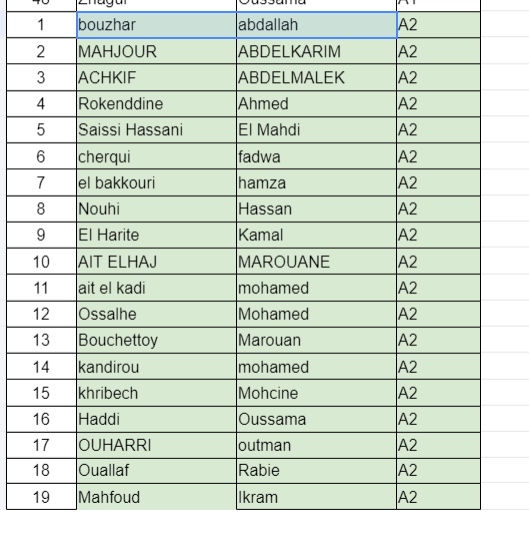 1 bouzhar abdallah A2
2 MAHJOUR ABDELKARIM A2
3 ACHKIF ABDELMALEK A2
4 Rokenddine Ahmed A2
5 Saissi Hassani El Mahdi A2
6 cherqui fadwa A2
7 el bakkouri hamza A2
8 Nouhi Hassan A2
9 El Harite Kamal A2
10 AIT ELHAJ MAROUANE A2
11 ait el kadi mohamed A2
12 Ossalhe Mohamed A2
13 Bouchettoy Marouan A2
14 kandirou mohamed A2
15 khribech Mohcine A2
16 Haddi Oussama A2
17 OUHARRI outman A2
18 Ouallaf Rabie A2
19 Mahfoud Ikram A2